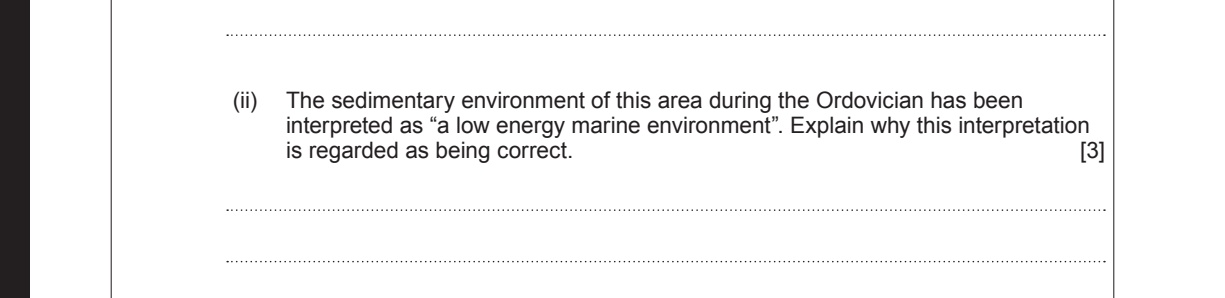 (ii) The sedimentary environment of this area during the Ordovician has been
interpreted as “a low energy marine environment”. Explain why this interpretation
is regarded as being correct. [3]